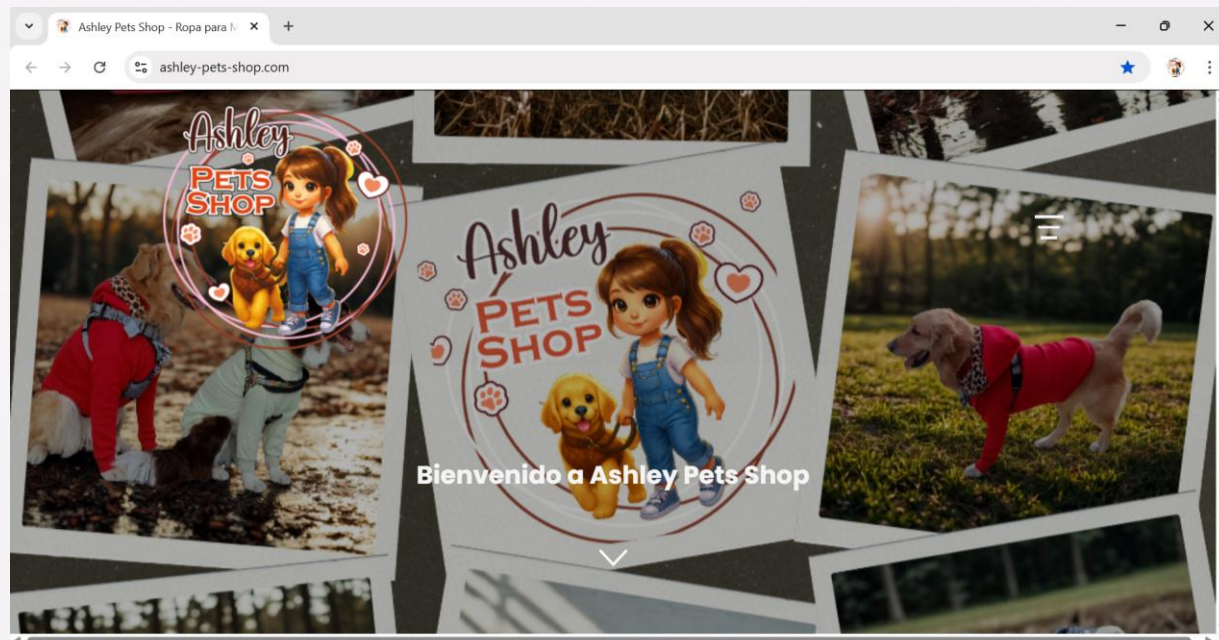 Ashley Pets Shop - Ropa para M
ashley-pets-shop.com
Ashley
PETS
SHOP
Ashley
PETS
SHOP
Bienvenido a Ashley Pets Shop